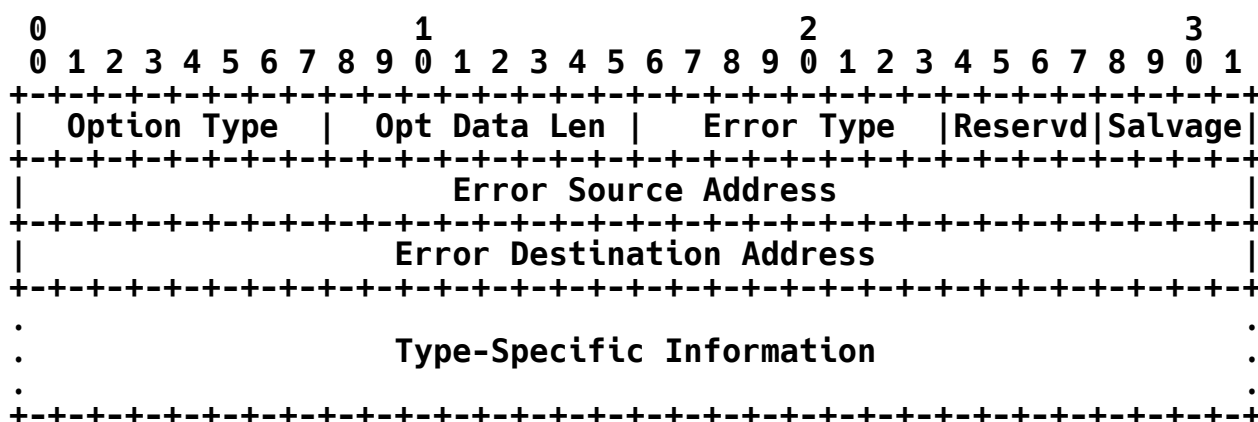 0                   1                   2                   3
 0 1 2 3 4 5 6 7 8 9 0 1 2 3 4 5 6 7 8 9 0 1 2 3 4 5 6 7 8 9 0 1
+-+-+-+-+-+-+-+-+-+-+-+-+-+-+-+-+-+-+-+-+-+-+-+-+-+-+-+-+-+-+-+-+
|  Option Type  |  Opt Data Len |   Error Type  |Reservd|Salvage|
+-+-+-+-+-+-+-+-+-+-+-+-+-+-+-+-+-+-+-+-+-+-+-+-+-+-+-+-+-+-+-+-+
|                      Error Source Address                     |
+-+-+-+-+-+-+-+-+-+-+-+-+-+-+-+-+-+-+-+-+-+-+-+-+-+-+-+-+-+-+-+-+
|                   Error Destination Address                   |
+-+-+-+-+-+-+-+-+-+-+-+-+-+-+-+-+-+-+-+-+-+-+-+-+-+-+-+-+-+-+-+-+
.                                                               .
.                   Type-Specific Information                   .
.                                                               .
+-+-+-+-+-+-+-+-+-+-+-+-+-+-+-+-+-+-+-+-+-+-+-+-+-+-+-+-+-+-+-+-+